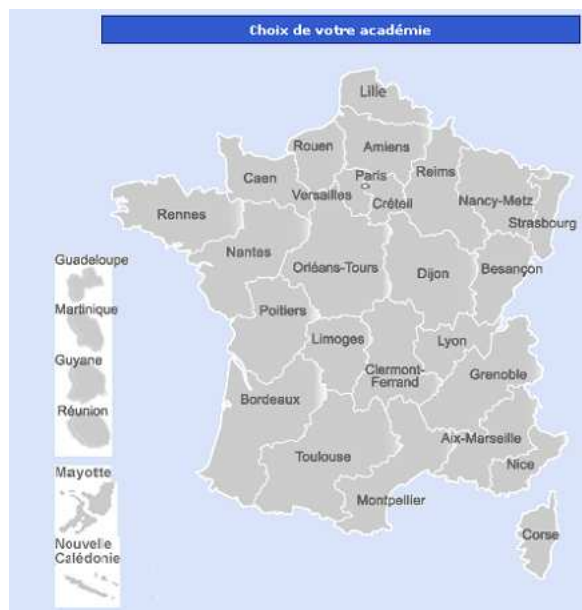 Choix de votre académie
Lille
Rouen
Amiens
Caen
Paris
Reims
Versailles
Créteil
Nancy-Metz
Strasbourg
Rennes
Nantes
Orléans-Tours
Dijon
Besançon
Guadeloupe
Martinique
Poitiers
Limoges
Lyon
Guyane
Clermont-
Ferrand
Grenoble
Bordeaux
Réunion
Aix-Marseille
Toulouse
Nice
Mayotte
Montpellier
Corse
Nouvelle
Calédonie